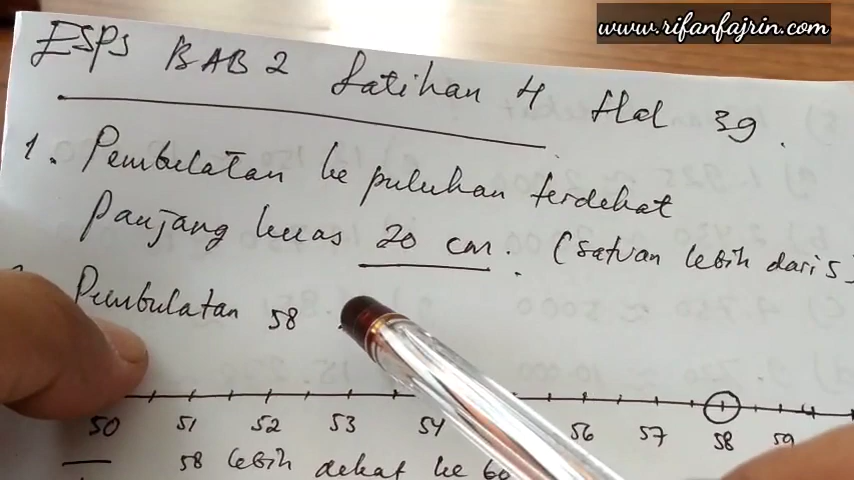 www.rifanfajrin.com
ESPS BAB 2 Latihan 4 Hal 39.
1. Pembulatan ke puluhan terdekat
Panjang kuas 20 cm. (satuan lebih dari 5)
Pembulatan 58
50 51 52 53 54 56 57 58 59
58 lebih dekat ke 60